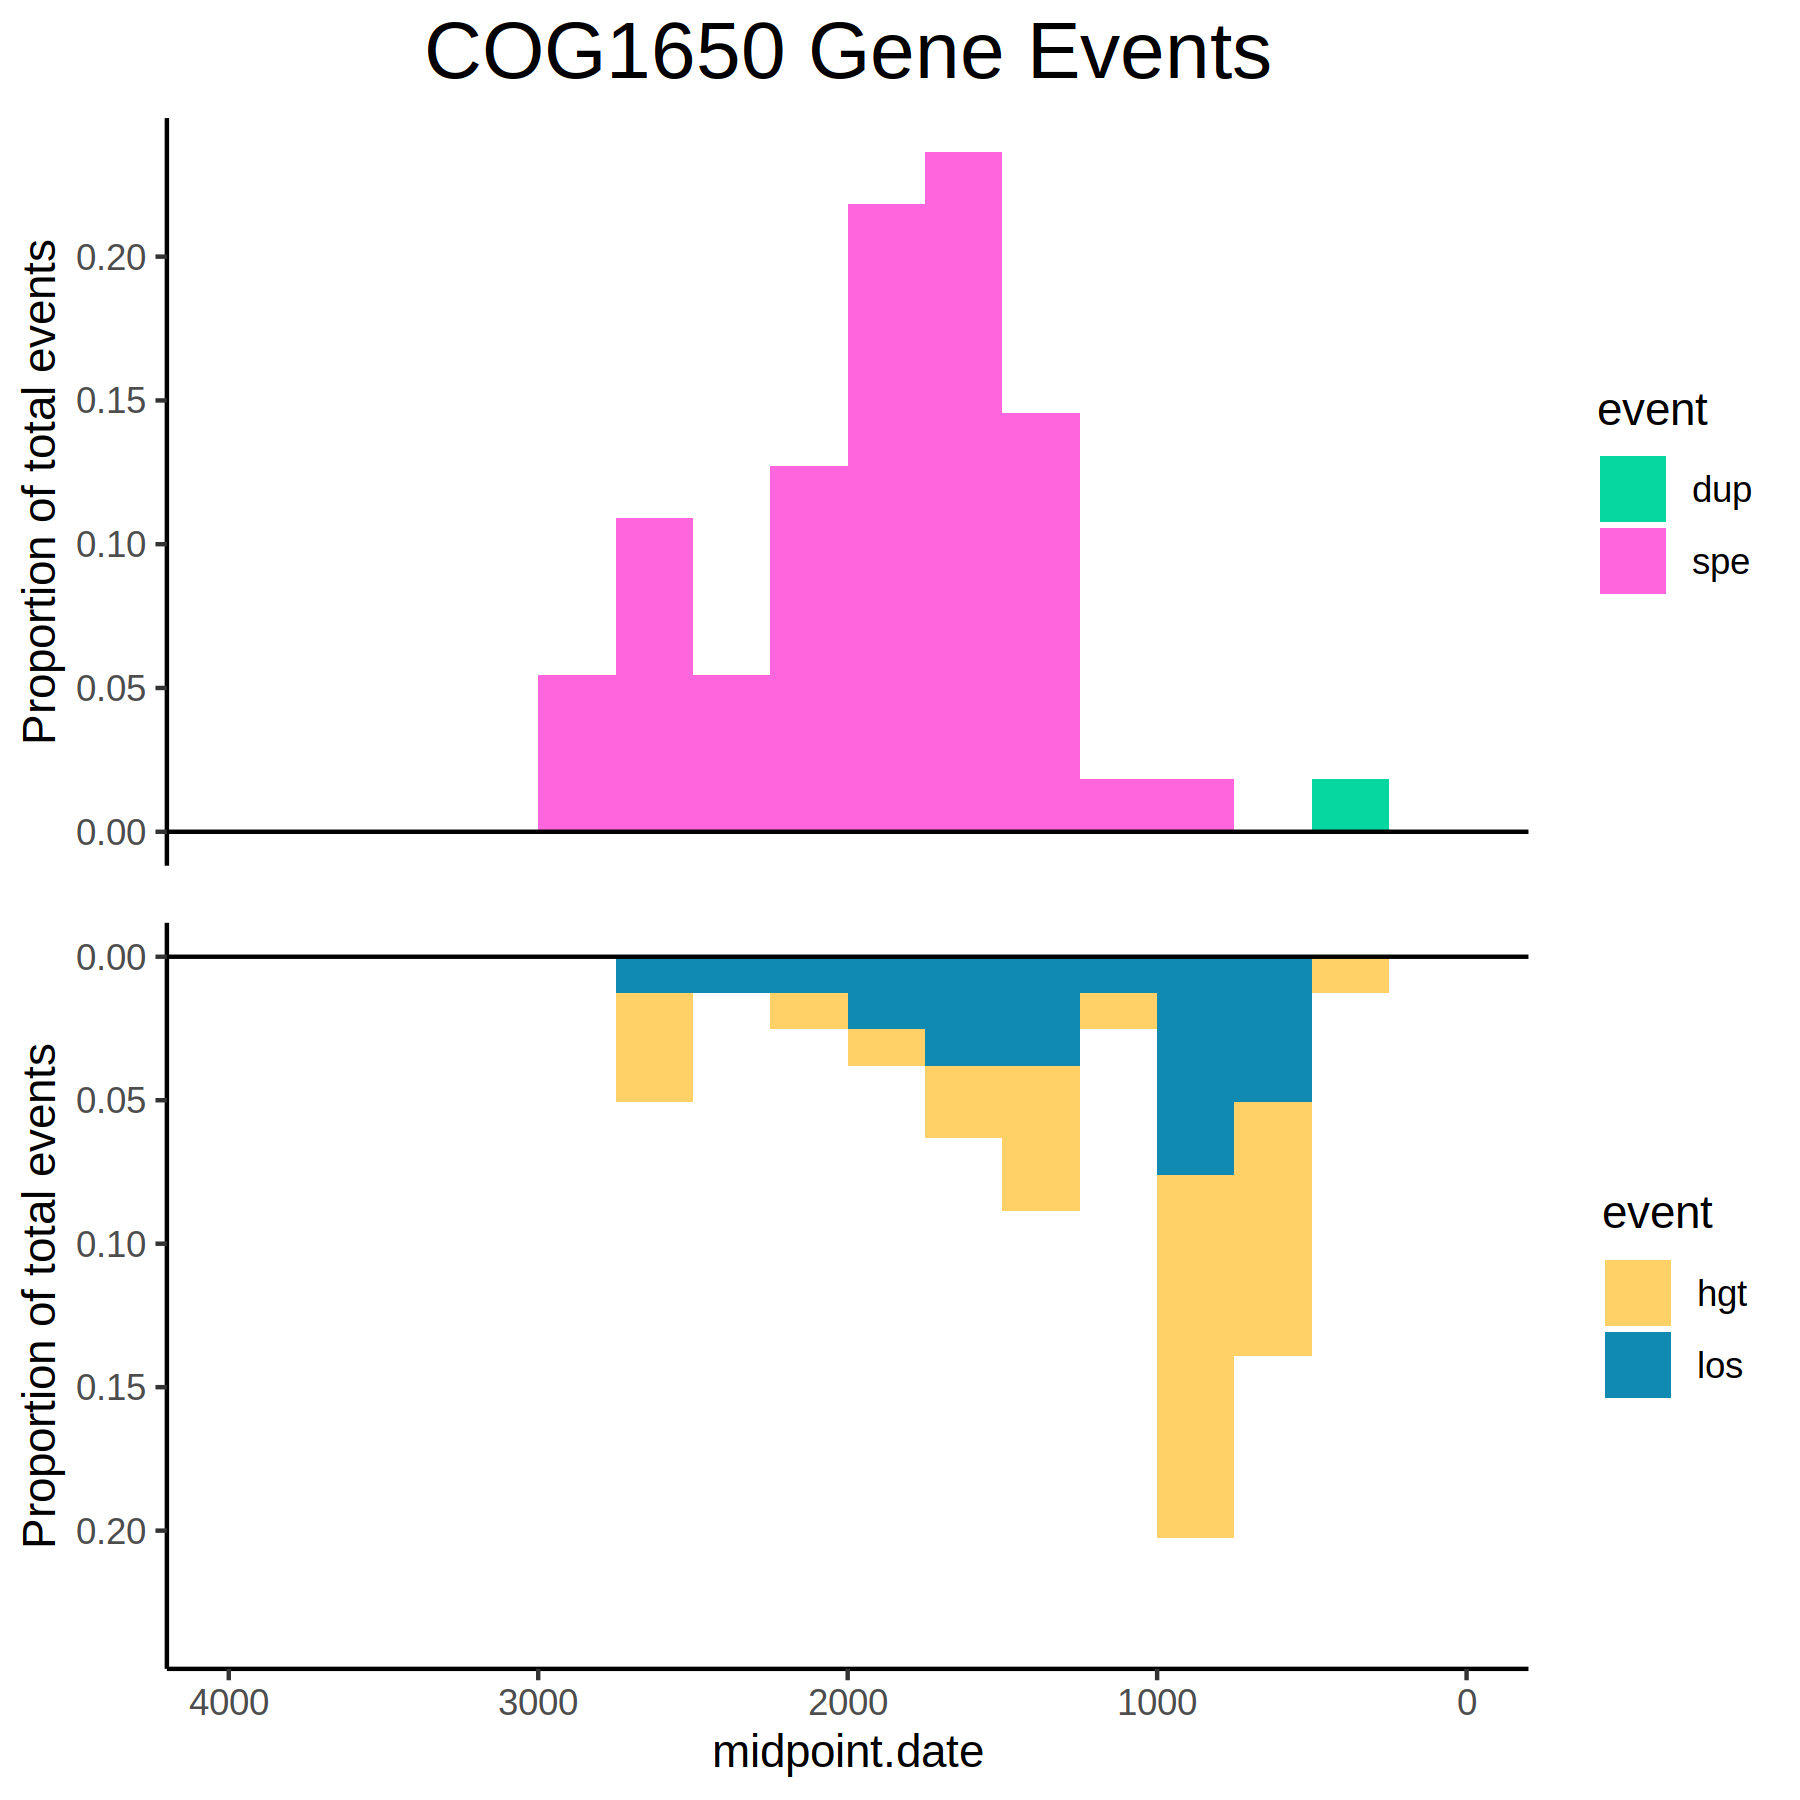 COG1650 Gene Events
Proportion of total events
0.20
0.15
0.10
0.05
0.00
event
dup
spe
Proportion of total events
0.00
0.05
0.10
0.15
0.20
event
hgt
los
4000 3000 2000 1000 0
midpoint.date